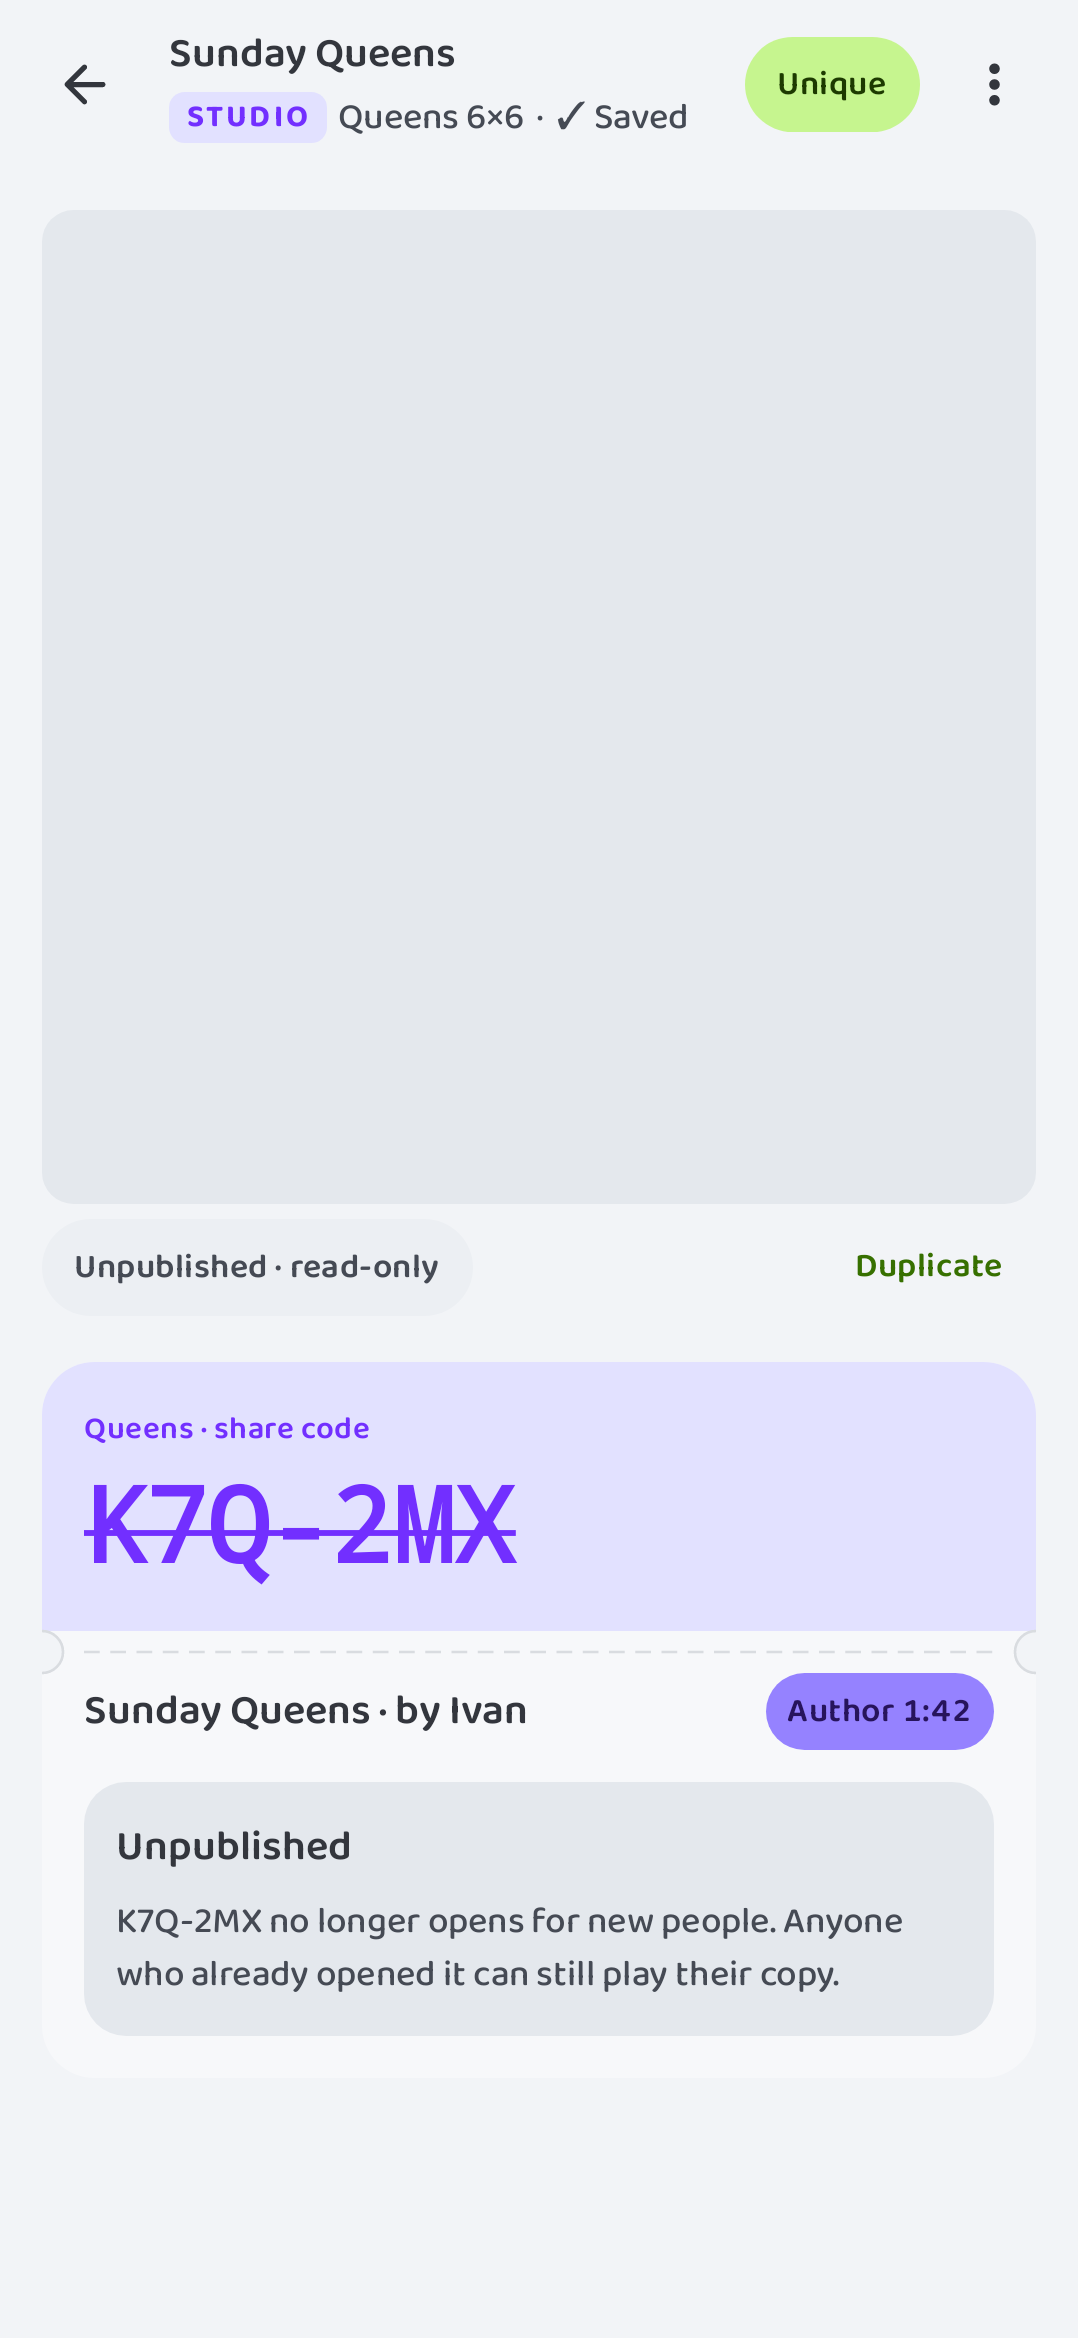 Sunday Queens
STUDIO Queens 6×6 · ✓ Saved
Unique
Unpublished · read-only
Duplicate
Queens · share code
K7Q-2MX
Sunday Queens · by Ivan
Author 1:42
Unpublished
K7Q-2MX no longer opens for new people. Anyone
who already opened it can still play their copy.